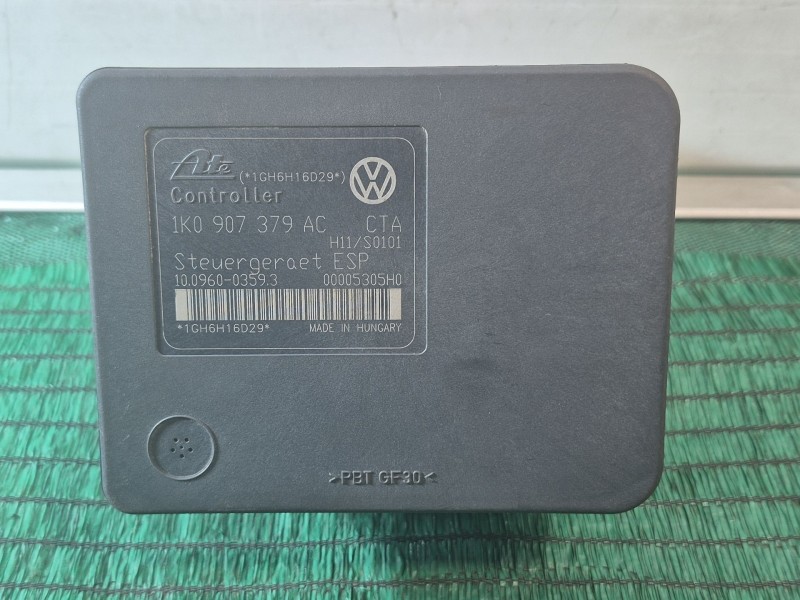 Ate (*1GH6H16D29*)
Controller
1K0 907 379 AC CTA
H11/S0101
Steuergeraet ESP
10.0960-0359.3 00005305H0
*1GH6H16D29* MADE IN HUNGARY
>PBT GF30<